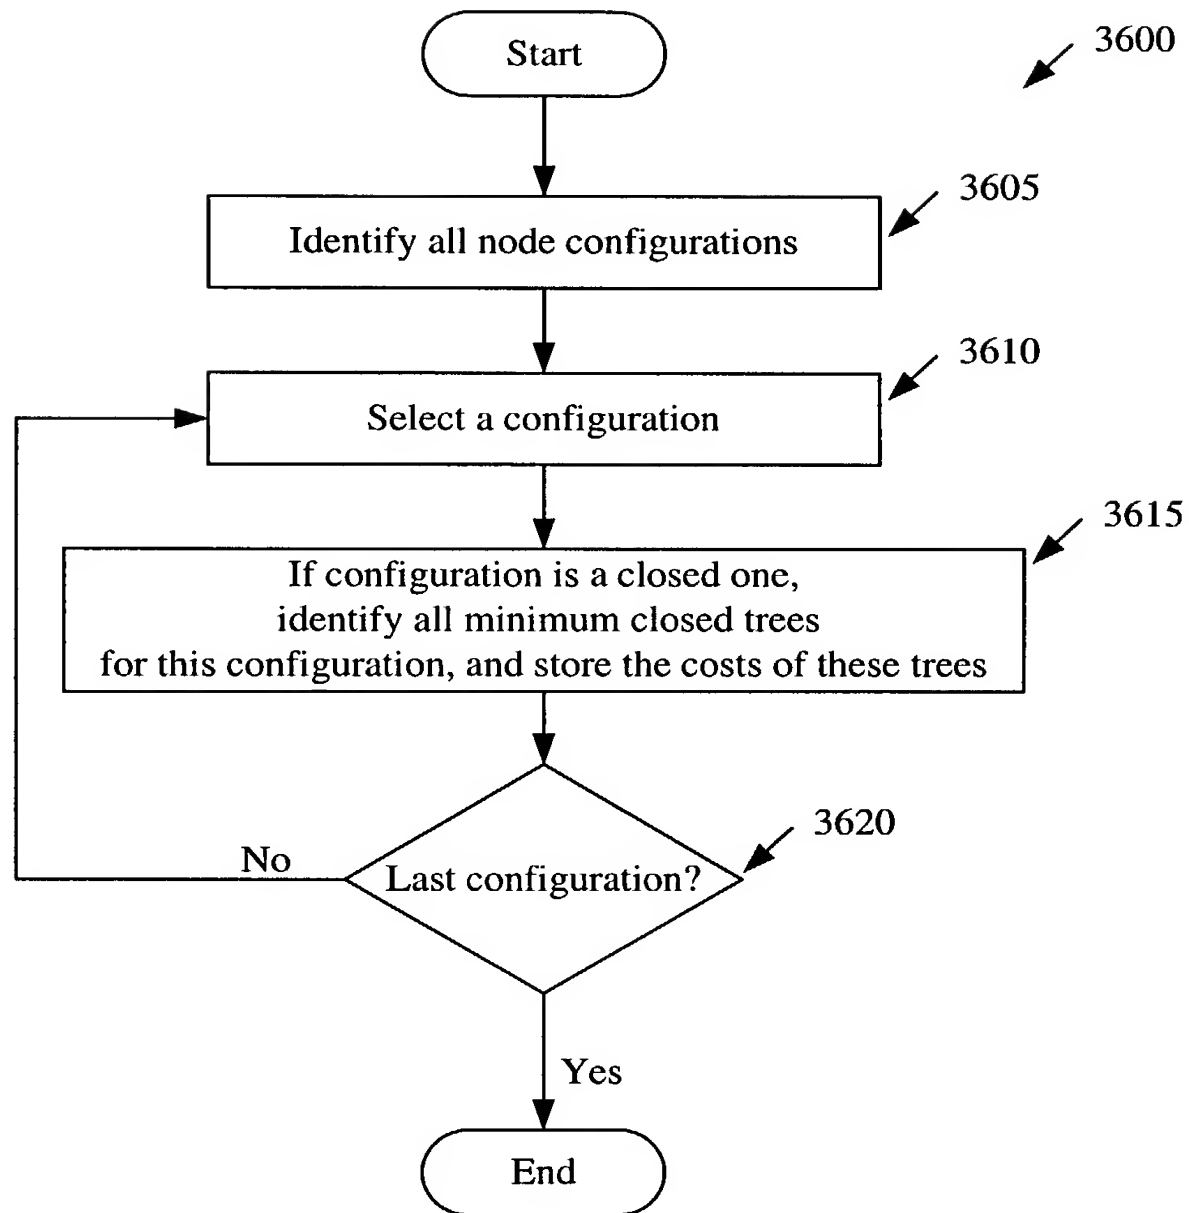 Start
3600
3605
Identify all node configurations
3610
Select a configuration
3615
If configuration is a closed one,
identify all minimum closed trees
for this configuration, and store the costs of these trees
3620
No
Last configuration?
Yes
End